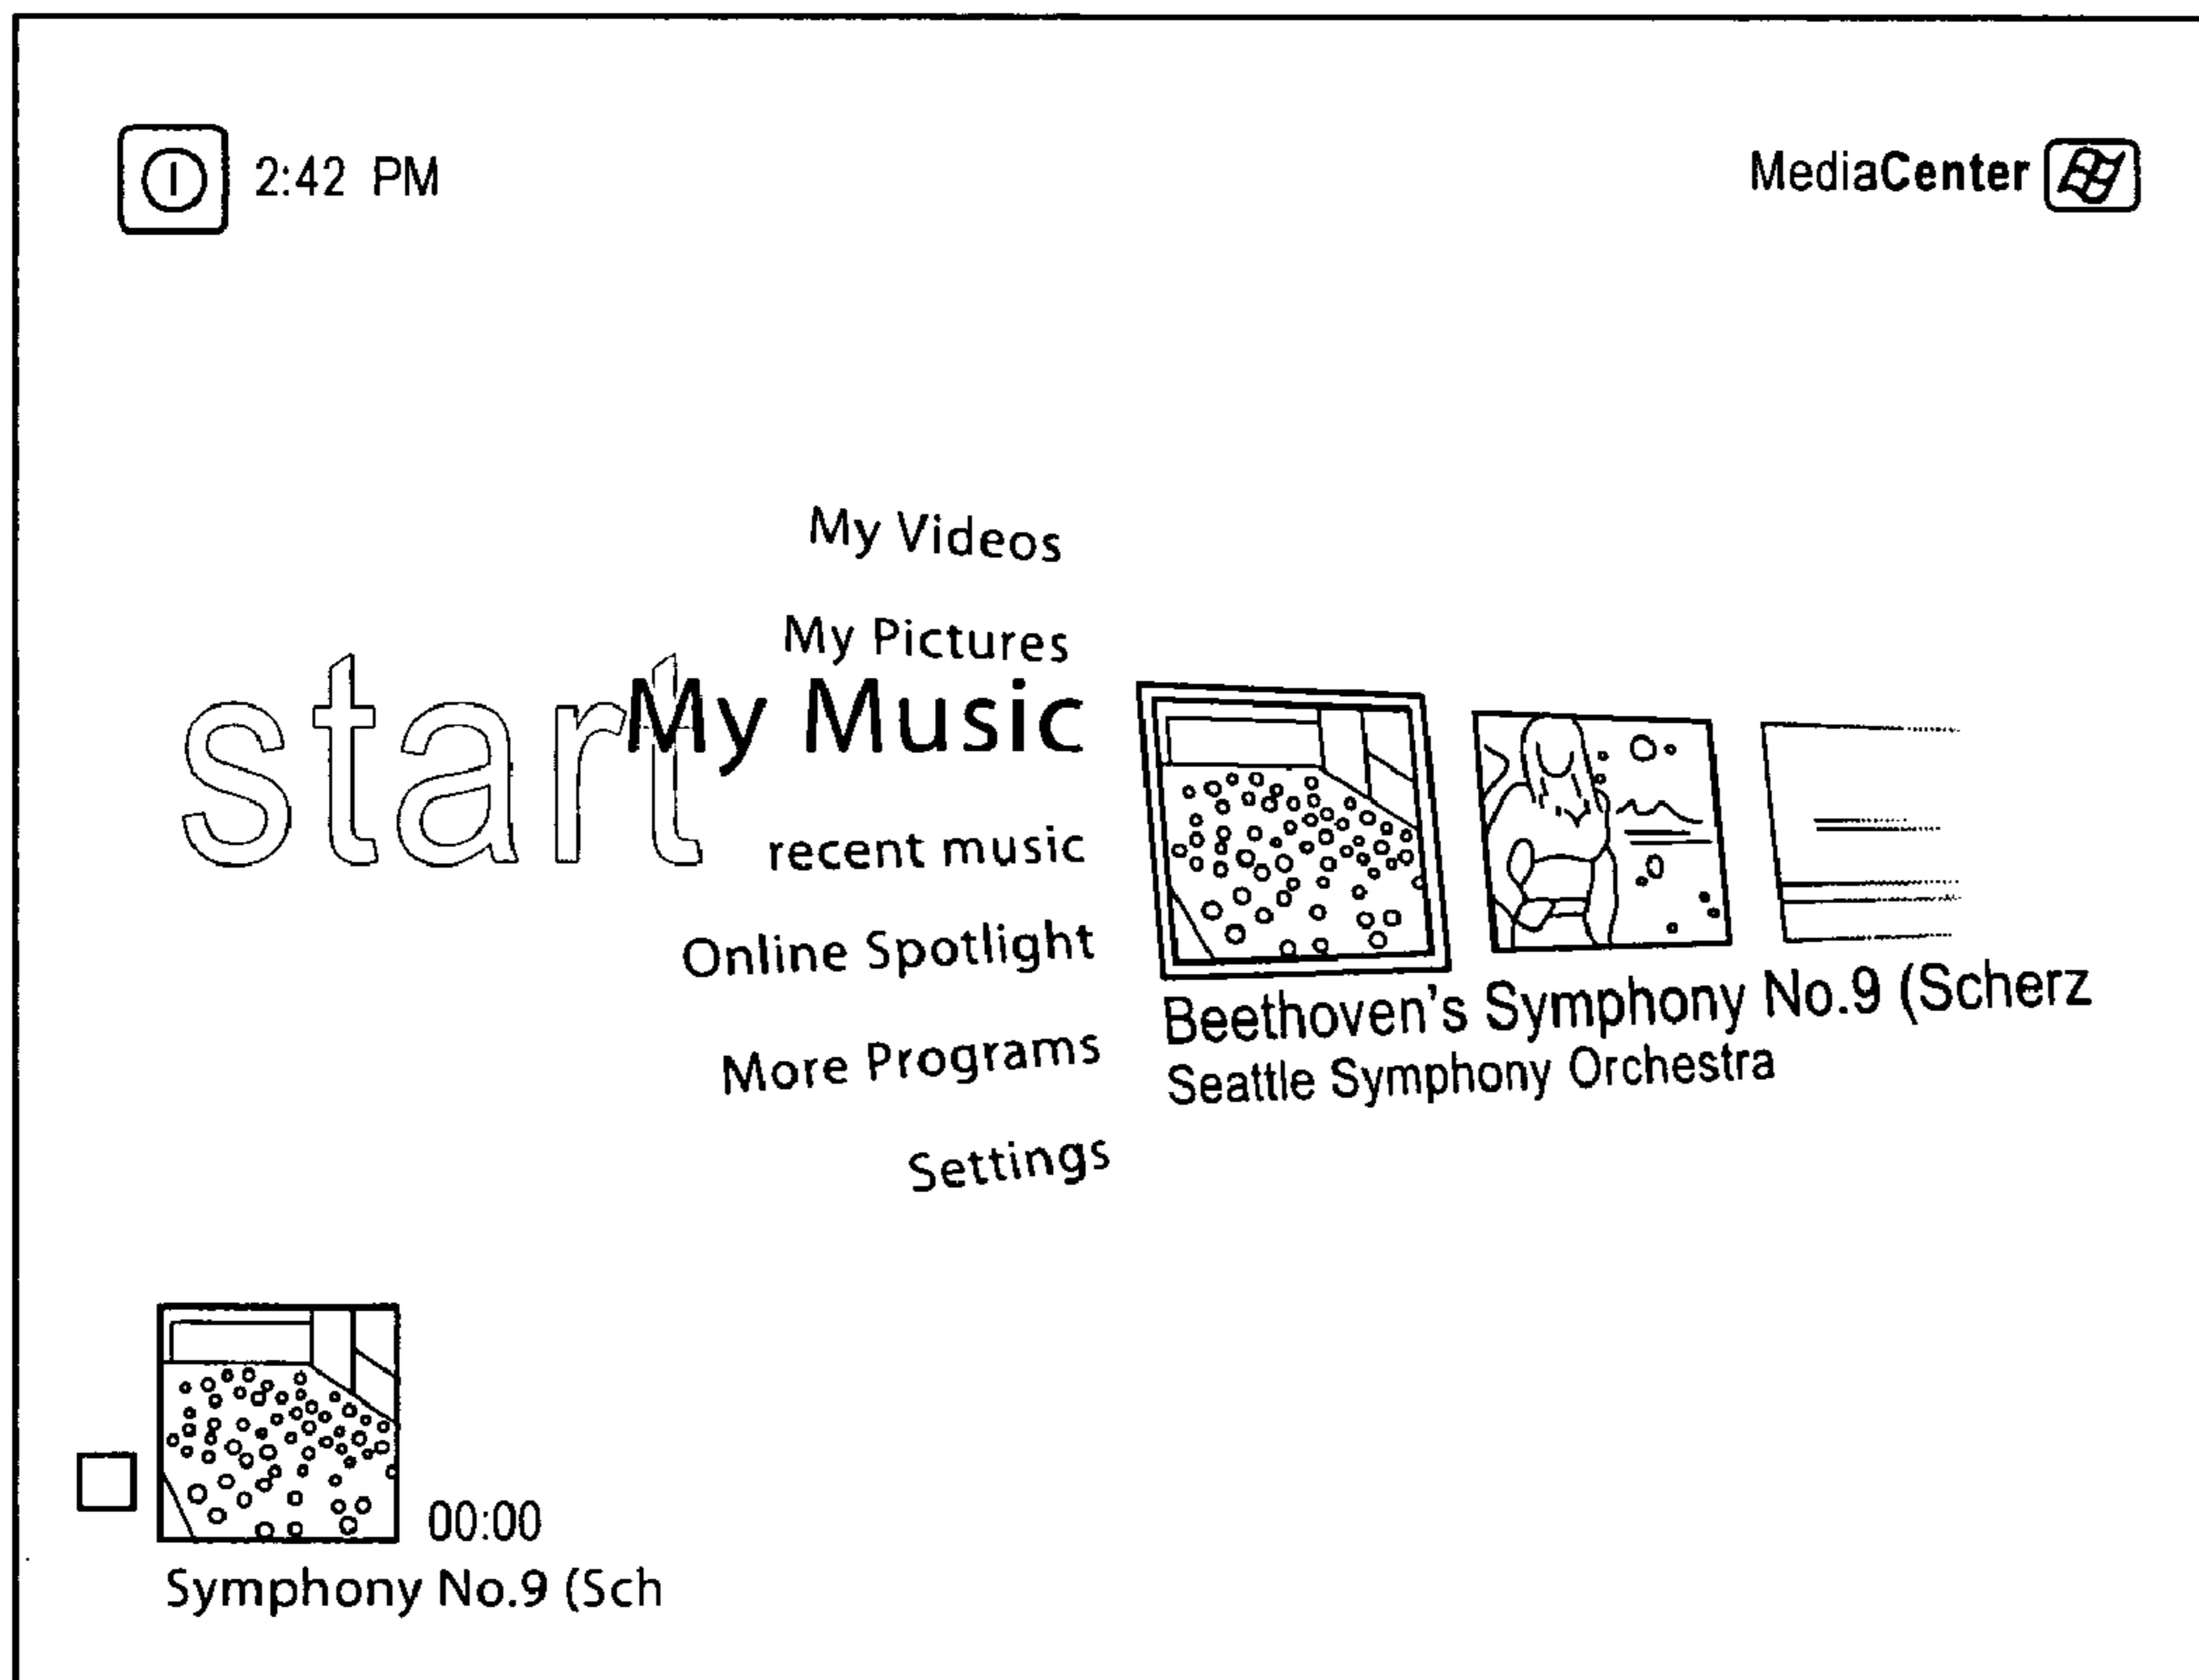 2:42 PM
MediaCenter
My Videos
My Pictures
start
My Music
recent music
Online Spotlight
More Programs
Settings
Beethoven's Symphony No.9 (Scherz
Seattle Symphony Orchestra
00:00
Symphony No.9 (Sch